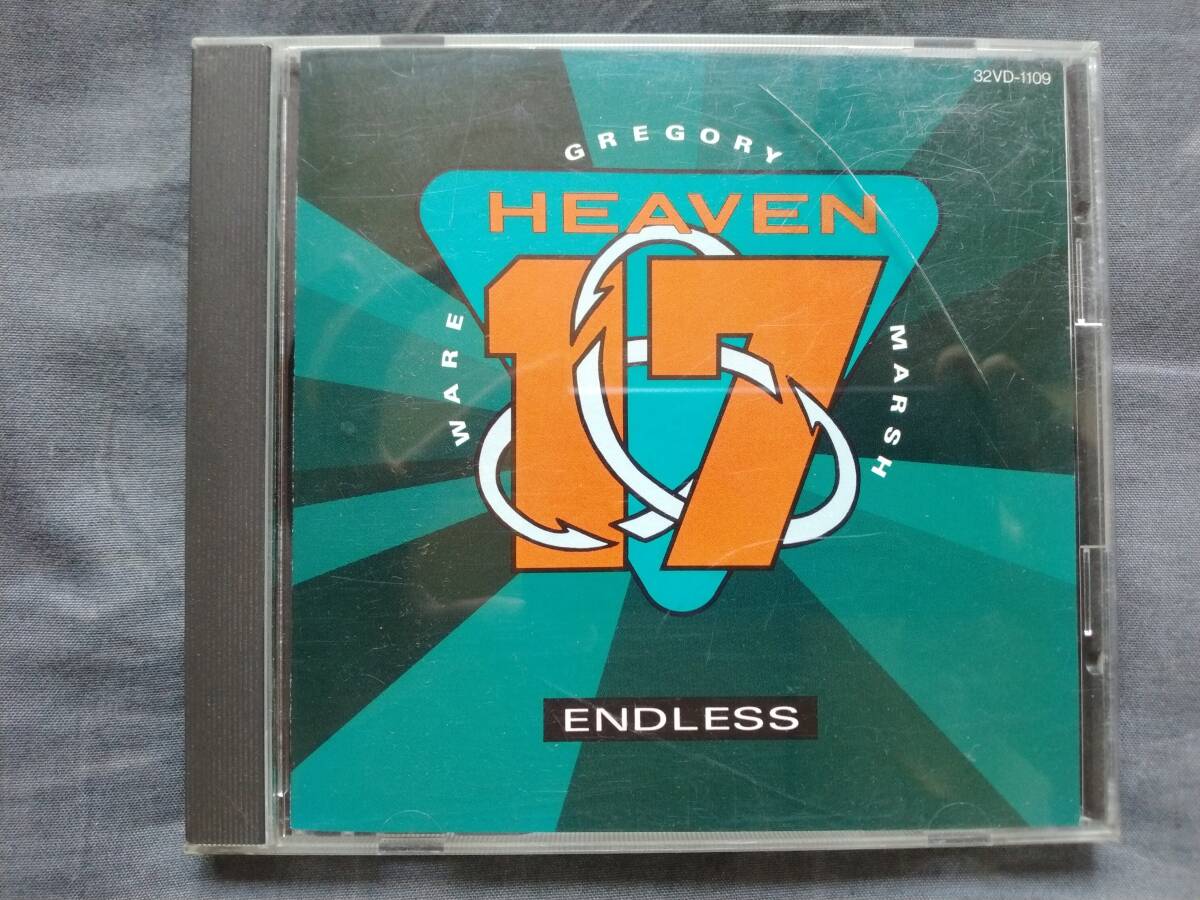 32VD-1109
GREGORY
HEAVEN
17
WARE
MARSH
ENDLESS